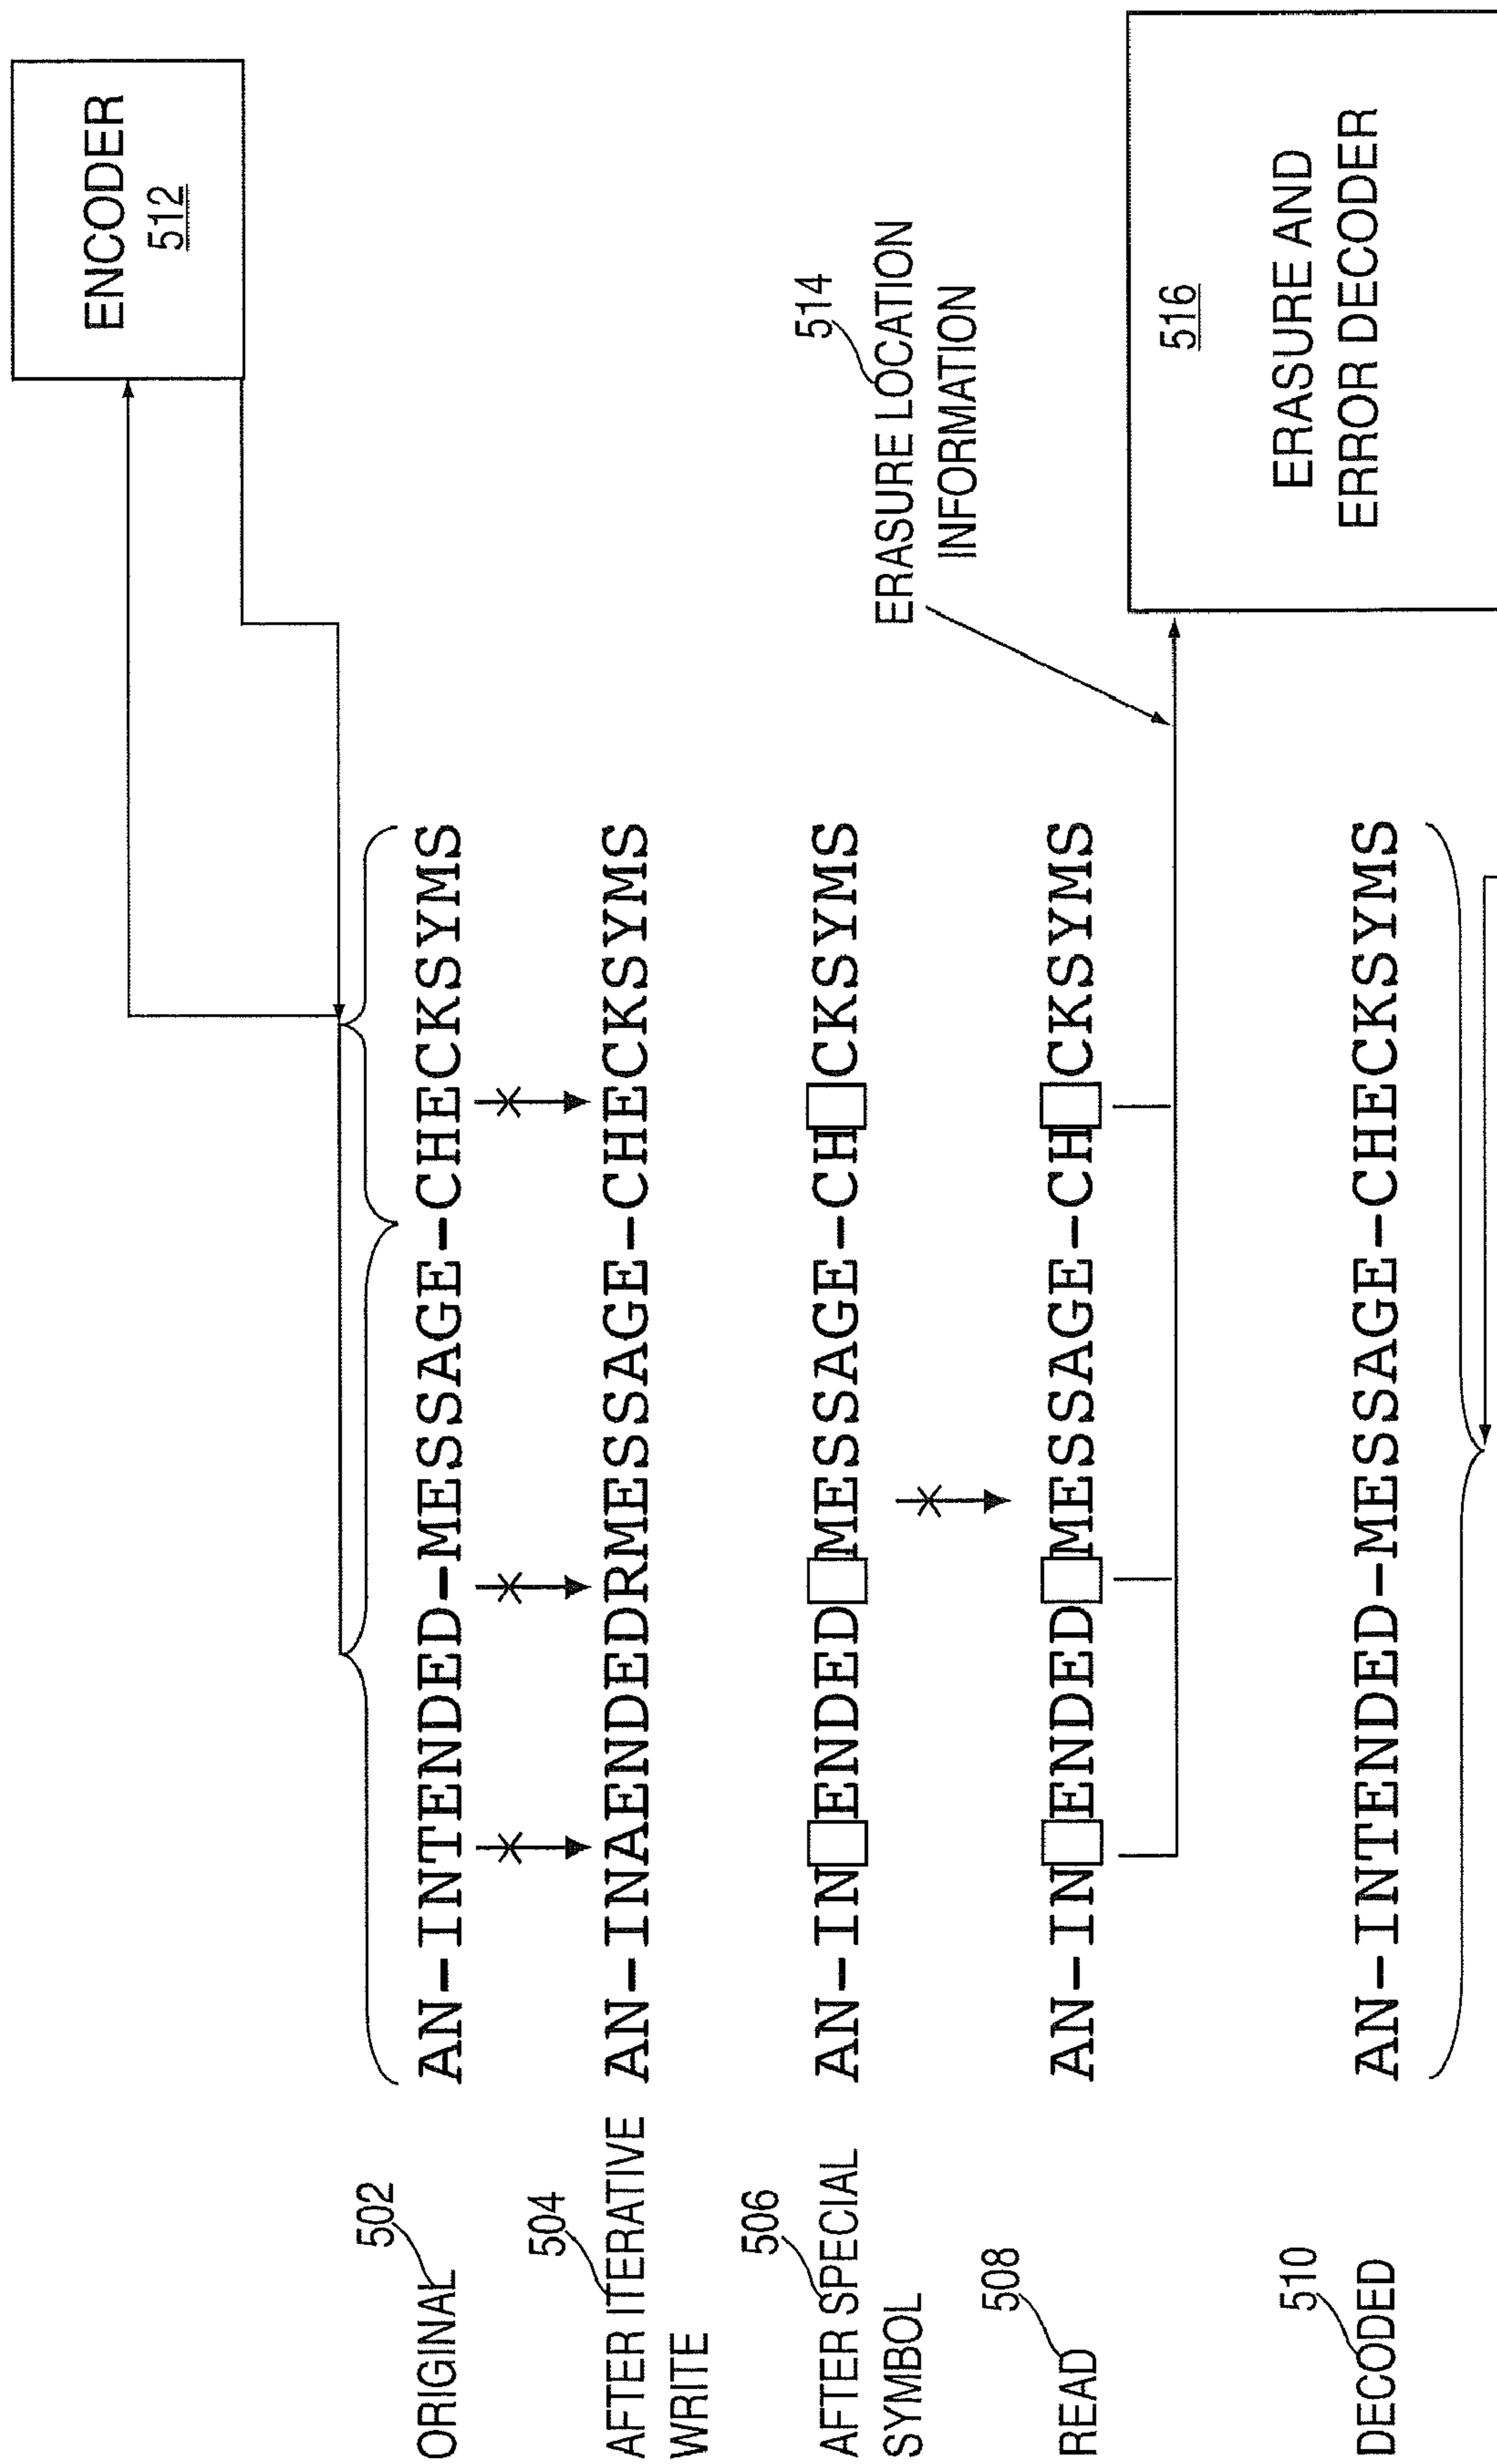 ENCODER
512
502
ORIGINAL
AN-INTENDED-MESSAGE-CHECKSYMS
504
AFTER ITERATIVE
WRITE
AN-INAENDEDRMESSAGE-CHECKSYMS
506
AFTER SPECIAL
SYMBOL
AN-IN□ENDED□MESSAGE-CH□CKSYMS
514
ERASURE LOCATION
INFORMATION
508
READ
AN-IN□ENDED□MESSAGE-CH□CKSYMS
516
ERASURE AND
ERROR DECODER
510
DECODED
AN-INTENDED-MESSAGE-CHECKSYMS